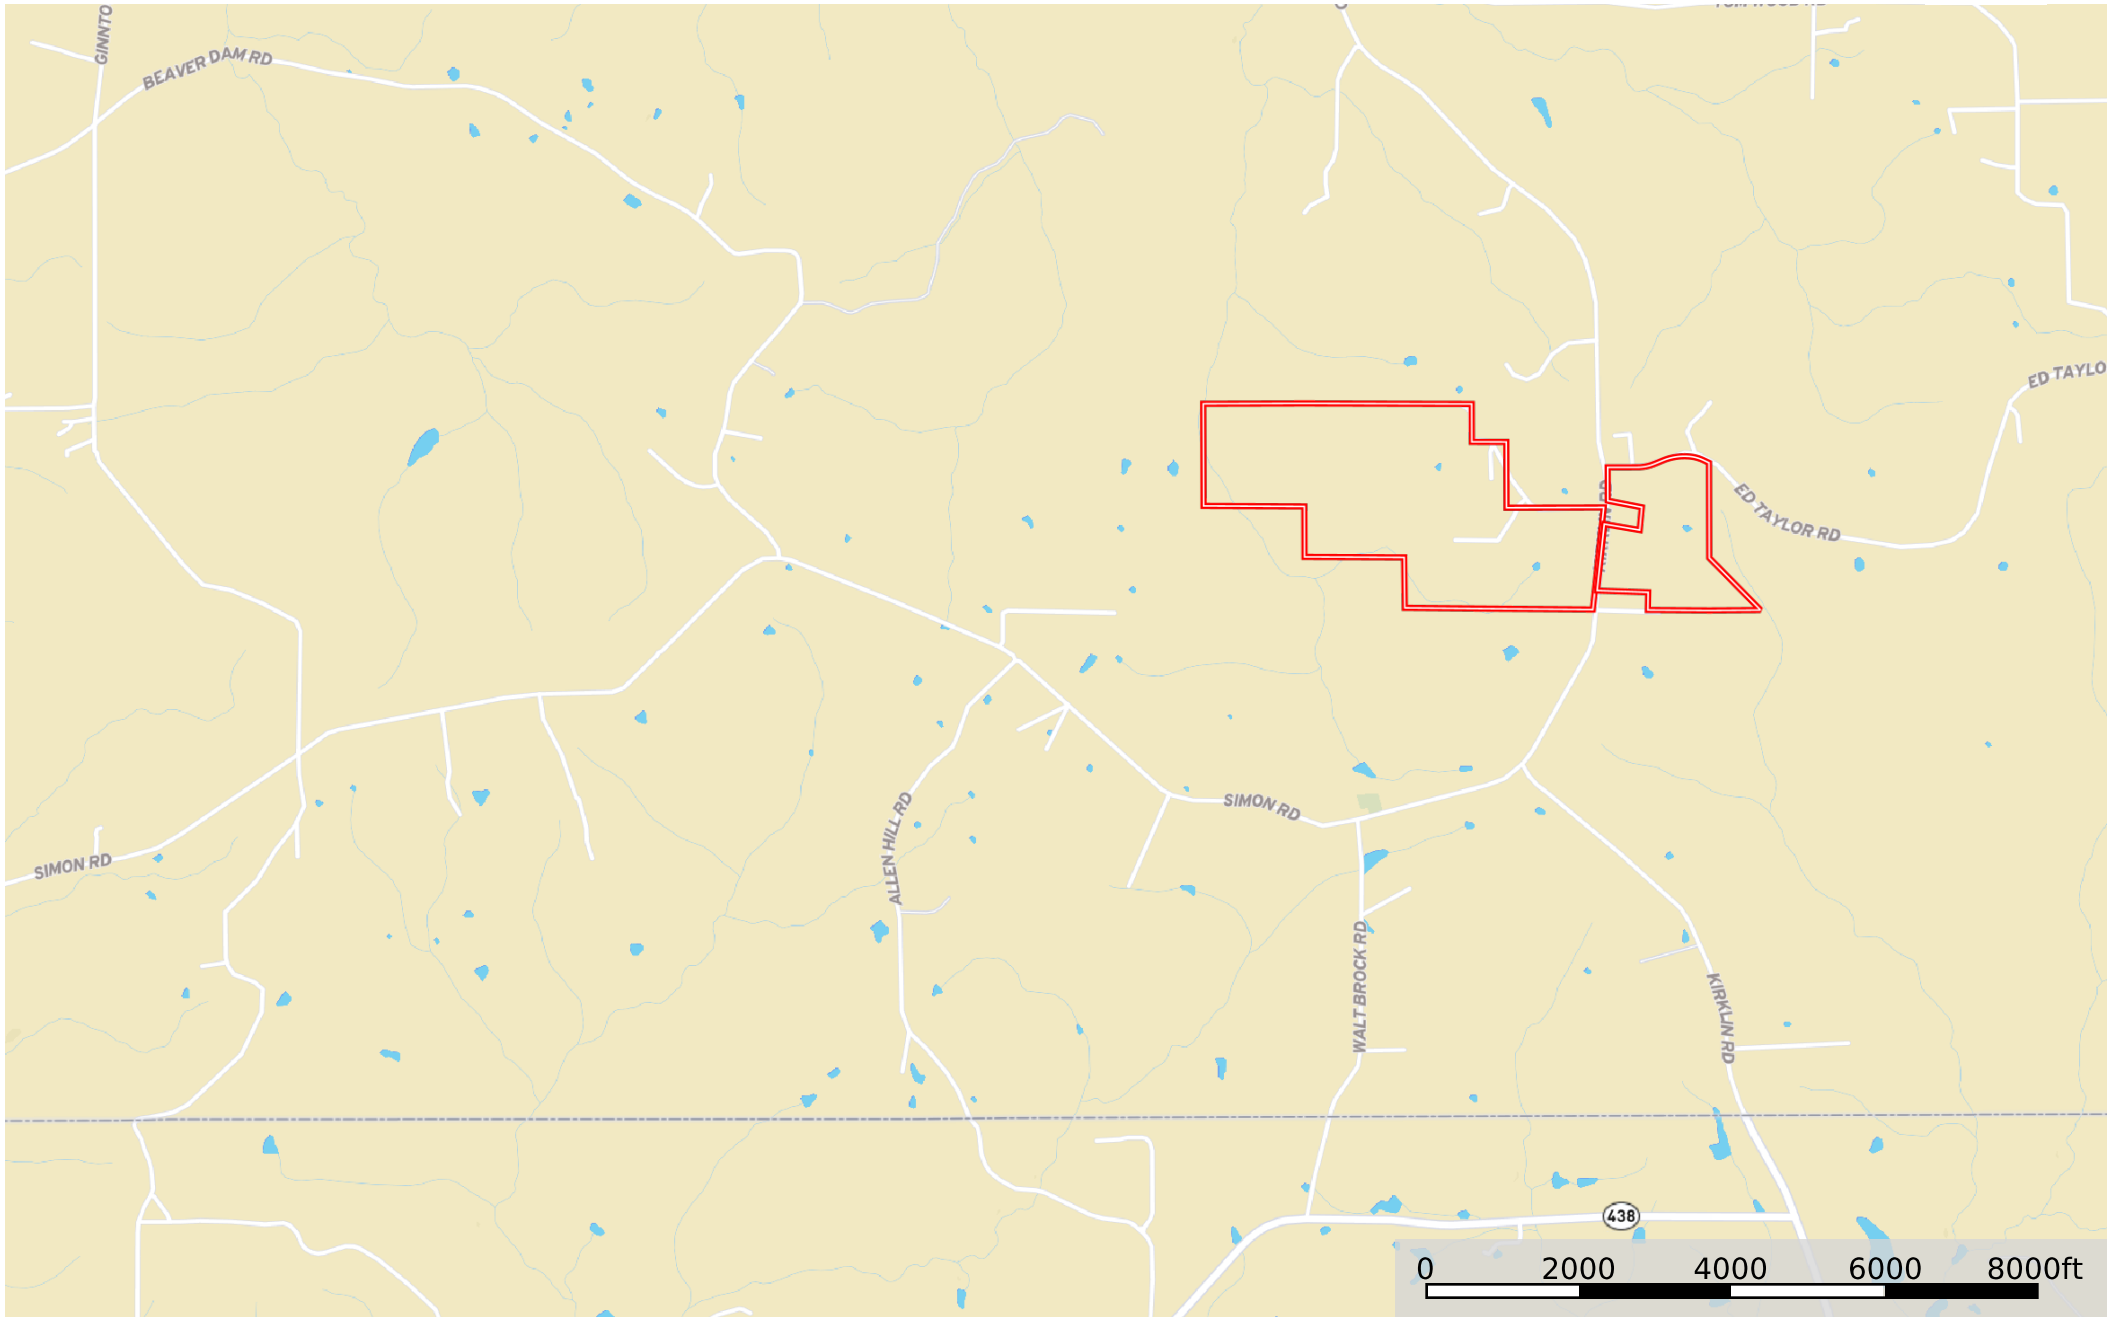 GINNTO
BEAVER DAM RD
ED TAYLO
ED TAYLOR RD
SIMON RD
ALLEN HILL RD
SIMON RD
WALT BROCK RD
KIRKLIN RD
438
0 2000 4000 6000 8000ft